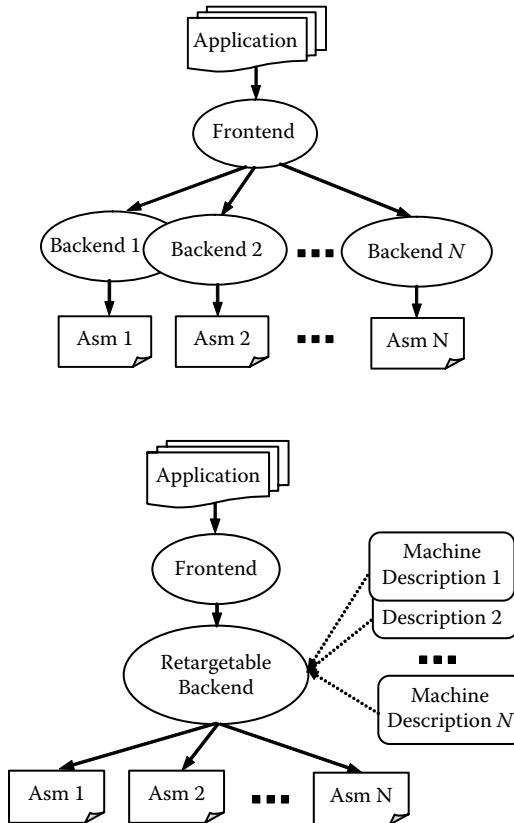 Application
Frontend
Backend 1
Backend 2
Backend N
Asm 1
Asm 2
Asm N
Application
Frontend
Machine
Description 1
Description 2
Retargetable
Backend
Machine
Description N
Asm 1
Asm 2
Asm N